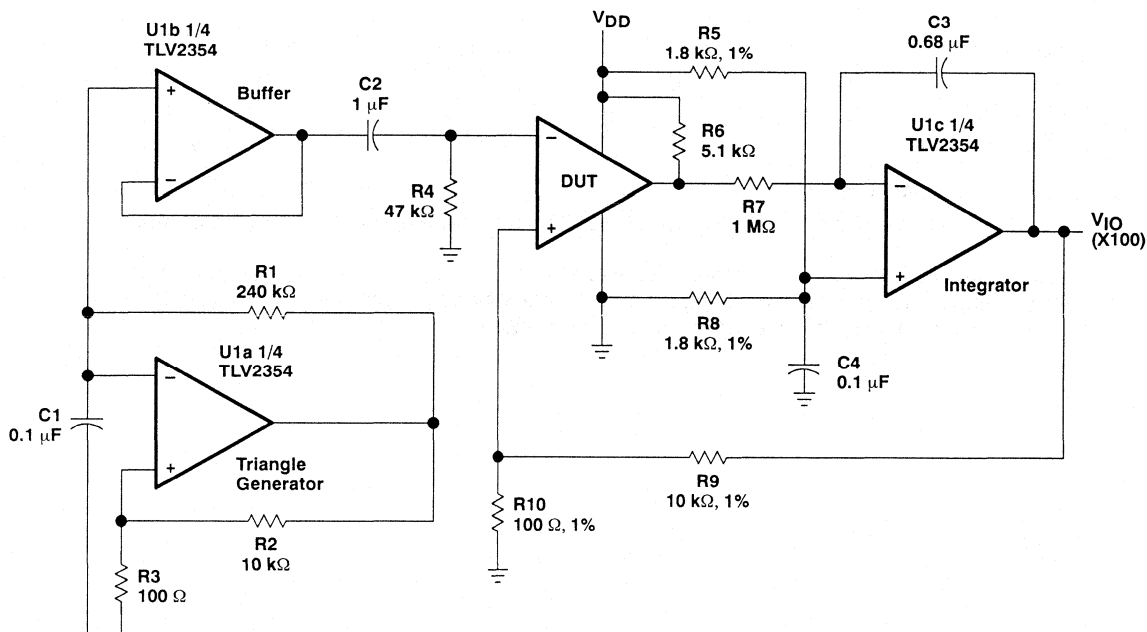 U1b 1/4
TLV2354
+
Buffer
−
C2
1 µF
R4
47 kΩ
VDD
R5
1.8 kΩ, 1%
R6
5.1 kΩ
−
DUT
+
R7
1 MΩ
C3
0.68 µF
U1c 1/4
TLV2354
−
+
Integrator
VIO
(X100)
R8
1.8 kΩ, 1%
C4
0.1 µF
R1
240 kΩ
U1a 1/4
TLV2354
−
+
Triangle
Generator
C1
0.1 µF
R2
10 kΩ
R3
100 Ω
R9
10 kΩ, 1%
R10
100 Ω, 1%